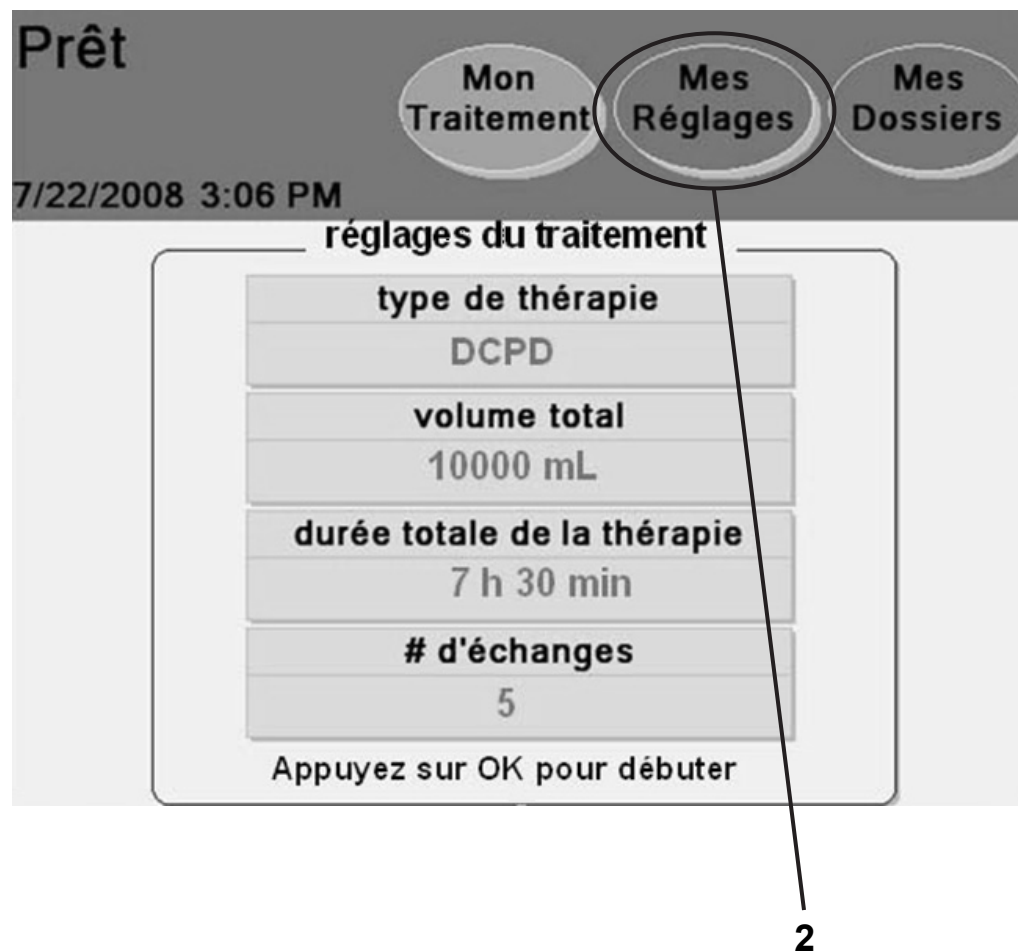 Prêt
Mon
Traitement
Mes
Réglages
Mes
Dossiers
7/22/2008 3:06 PM
réglages du traitement
type de thérapie
DCPD
volume total
10000 mL
durée totale de la thérapie
7 h 30 min
# d'échanges
5
Appuyez sur OK pour débuter
2